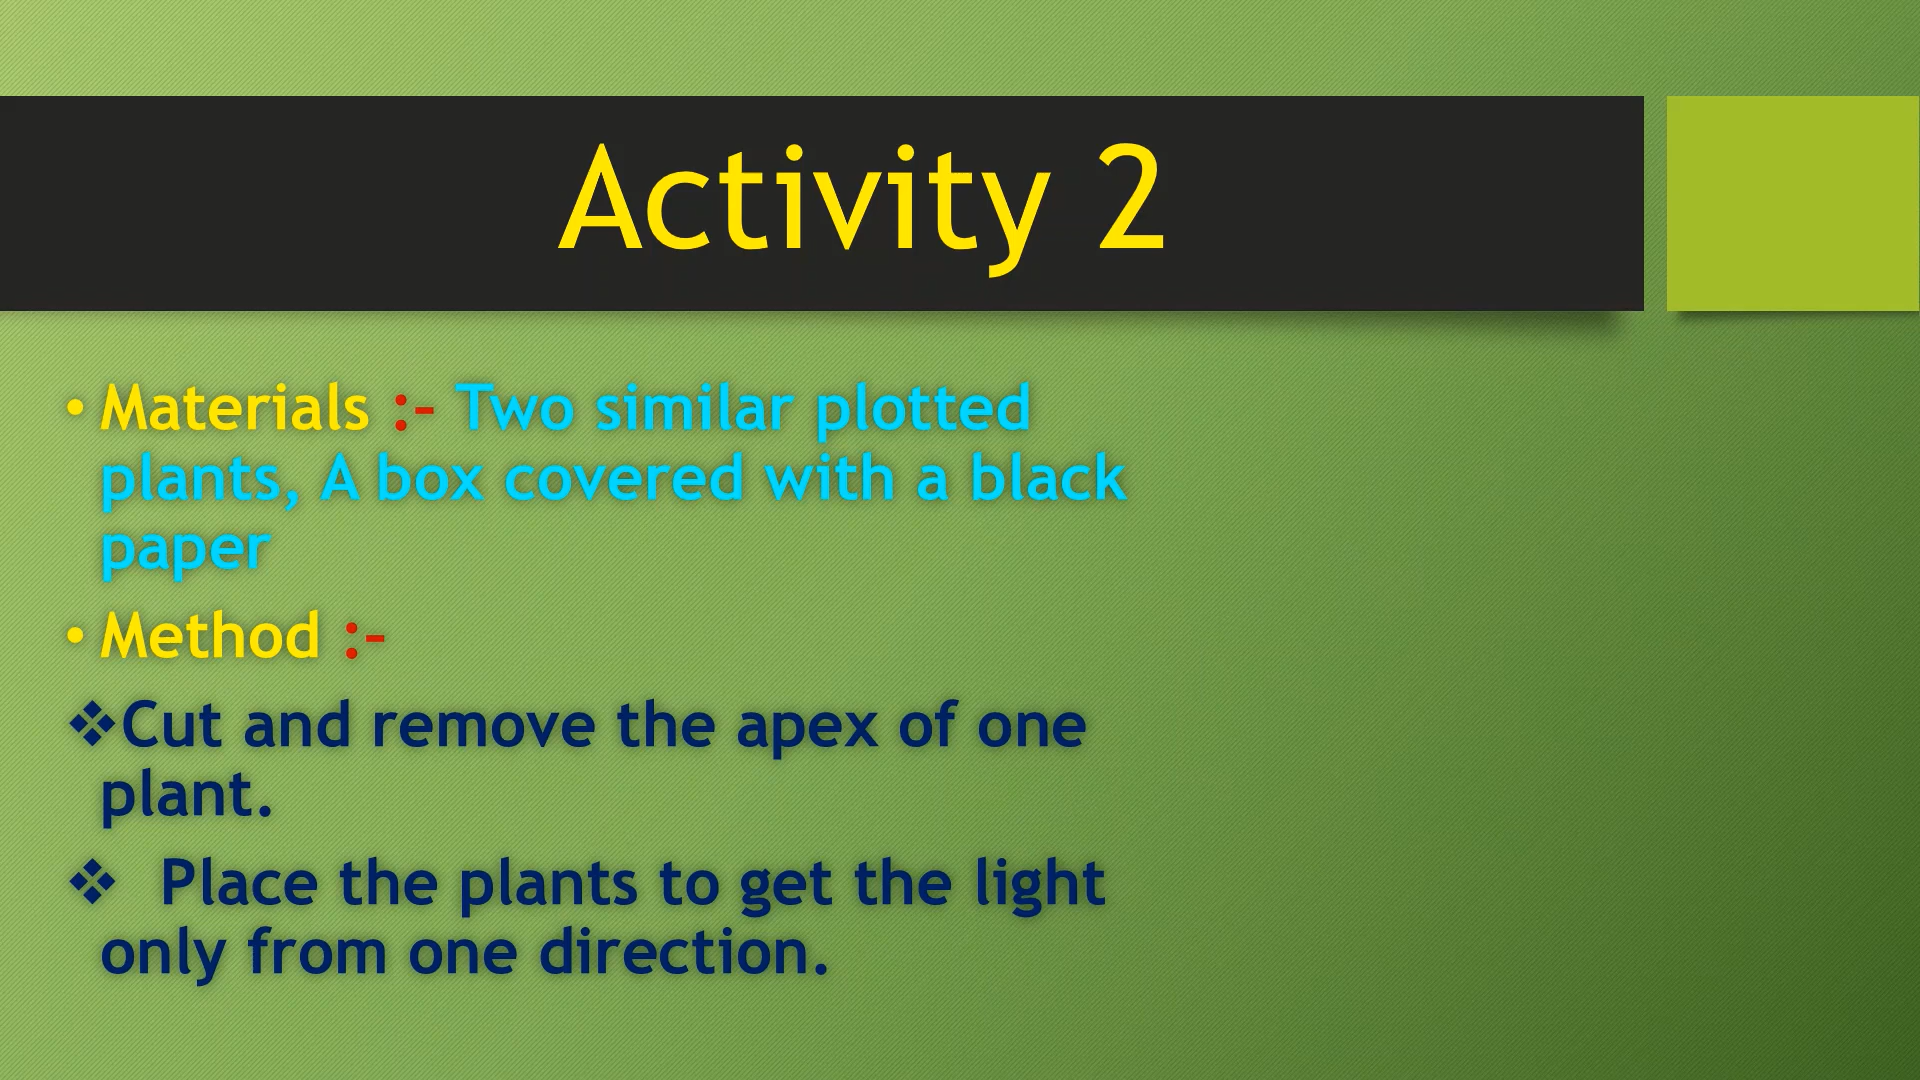 Activity 2
• Materials :- Two similar plotted
plants, A box covered with a black
paper
• Method :-
❖Cut and remove the apex of one
plant.
❖ Place the plants to get the light
only from one direction.